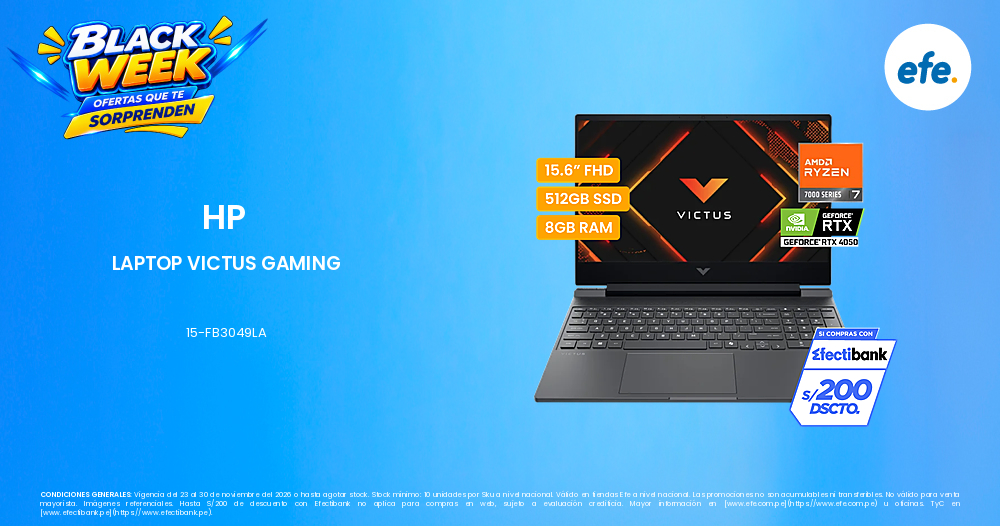 BLACK
WEEK
OFERTAS QUE TE
SORPRENDEN
efe.
HP
LAPTOP VICTUS GAMING
15-FB3049LA
15.6” FHD
512GB SSD
8GB RAM
VICTUS
AMD
RYZEN
7000 SERIES 7
NVIDIA.
GEFORCE
RTX
GEFORCE RTX 4050
SI COMPRAS CON
Efectibank
S/200
DSCTO.
CONDICIONES GENERALES: Vigencia del 23 al 30 de noviembre del 2026 o hasta agotar stock. Stock mínimo: 10 unidades por Sku a nivel nacional. Válido en tiendas Efe a nivel nacional. Las promociones no son acumulables ni transferibles. No válido para venta
mayorista. Imágenes referenciales. Hasta S/200 de descuento con Efectibank no aplica para compras en web, sujeto a evaluación crediticia. Mayor información en [www.efe.com.pe](https://www.efe.com.pe) u oficinas. TyC en
[www.efectibank.pe](https://www.efectibank.pe).